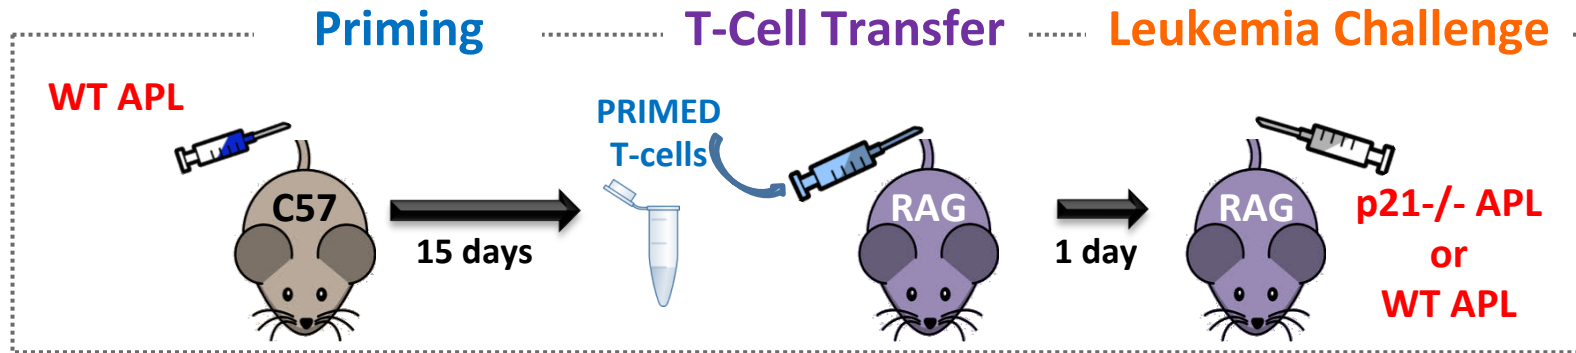 Priming
T-Cell Transfer
Leukemia Challenge
WT APL
C57
15 days
PRIMED
T-cells
RAG
1 day
RAG
p21-/- APL
or
WT APL